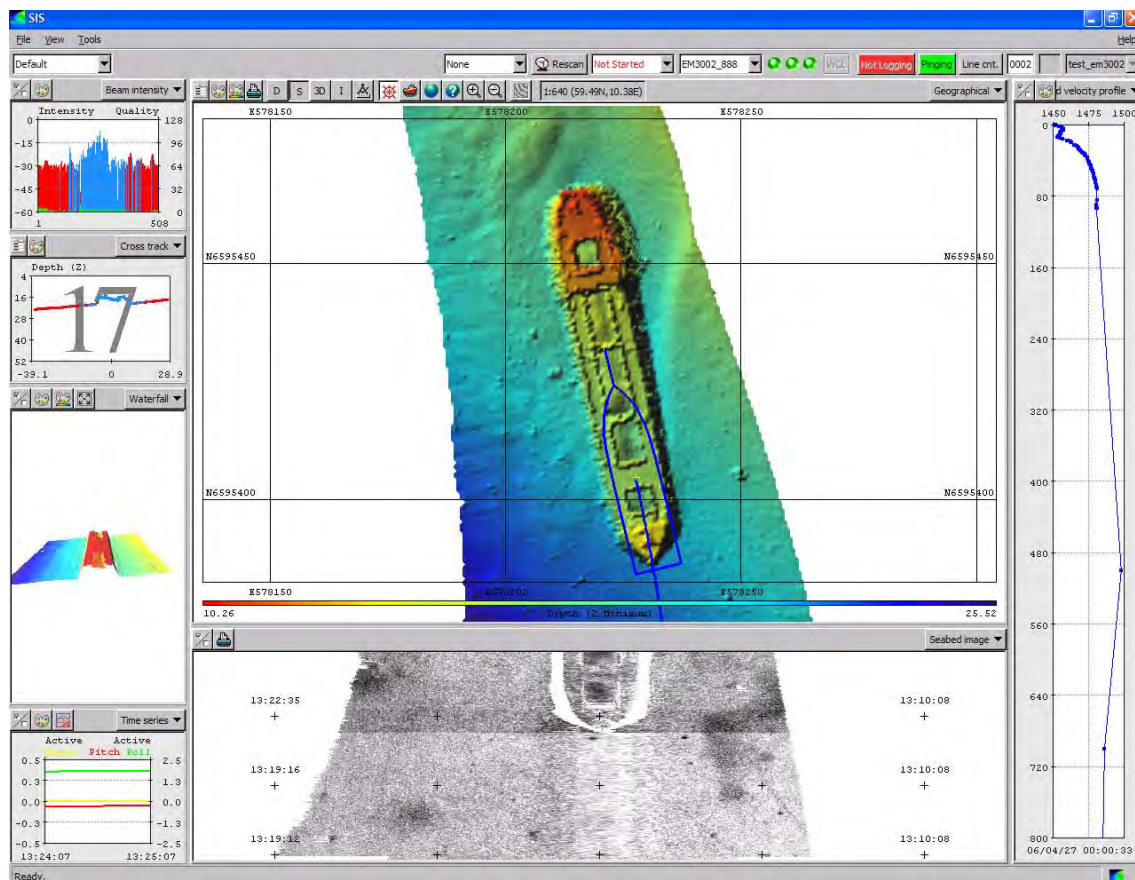 SIS
File View Tools Help
Default None Rescan Not Started EM3002_888 WCL Not Logging Pinging Line cnt. 0002 test_em3002
Beam intensity
Intensity Quality
0 128
-15 96
-30 64
-45 32
-60 0
1 508
Cross track
Depth (Z)
4
16
28
40
52
17
-39.1 0 28.9
Waterfall
Time series
Active Active
Pitch Roll
0.5 2.5
0.3 1.3
0.0 0.0
-0.3 -1.3
-0.5 -2.5
13:24:07 13:25:07
D S 3D I 1:640 (59.49N, 10.38E) Geographical
E578150 E578200 E578250
N6595450 N6595450
N6595400 N6595400
E578150 E578200 E578250
10.26 Depth (Z Minimum) 25.52
Seabed image
13:22:35 13:10:08
13:19:16 13:10:08
13:19:12 13:10:08
d velocity profile
1450 1475 1500
0
80
160
240
320
400
480
560
640
720
800
06/04/27 00:00:33
Ready.